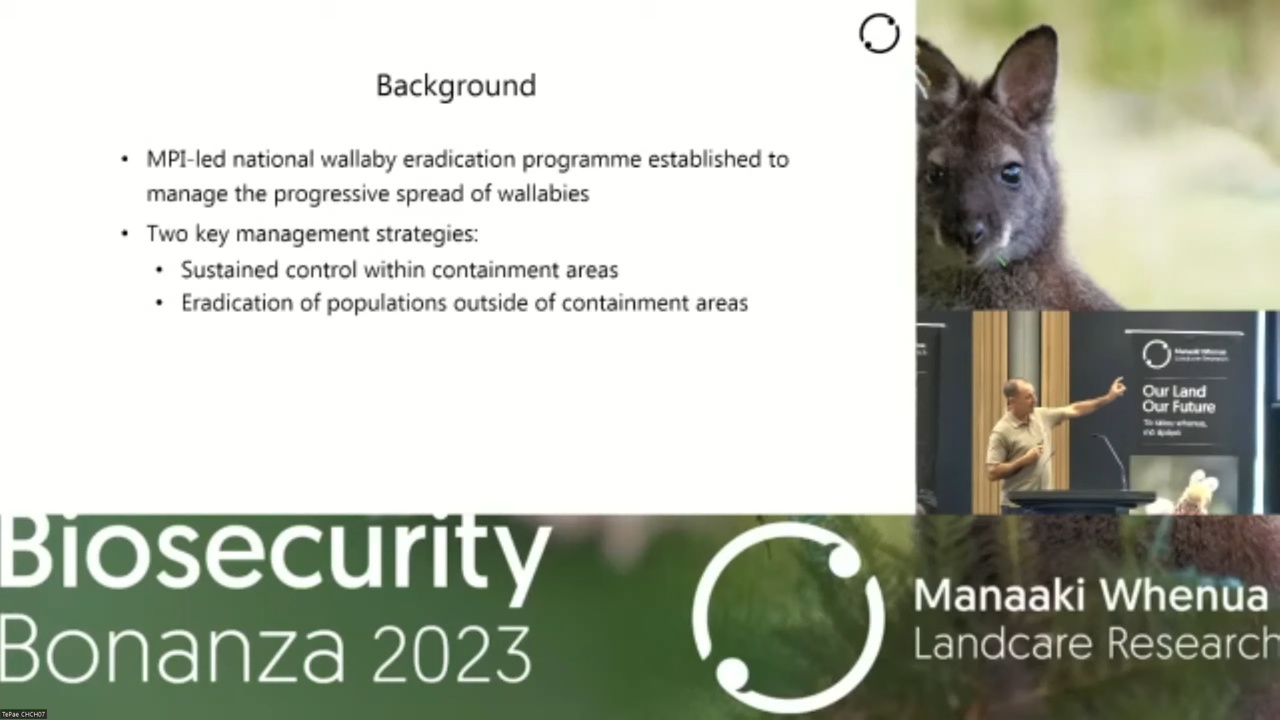 Background
• MPI-led national wallaby eradication programme established to
manage the progressive spread of wallabies
• Two key management strategies:
• Sustained control within containment areas
• Eradication of populations outside of containment areas
Manaaki Whenua
Landcare Research
Our Land
Our Future
Biosecurity
Bonanza 2023
Manaaki Whenua
Landcare Research
TePae CHCH07